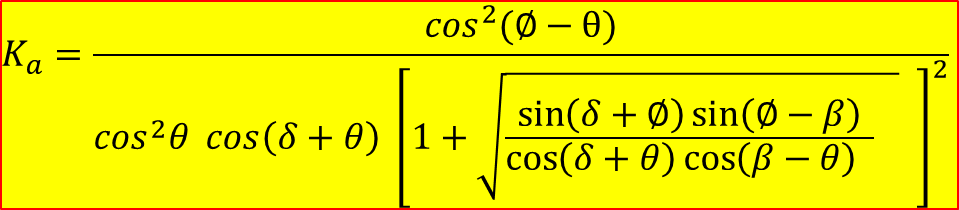 K_a = cos²(∅ − θ) / cos²θ cos(δ + θ) [1 + √(sin(δ + ∅) sin(∅ − β) / cos(δ + θ) cos(β − θ))]²